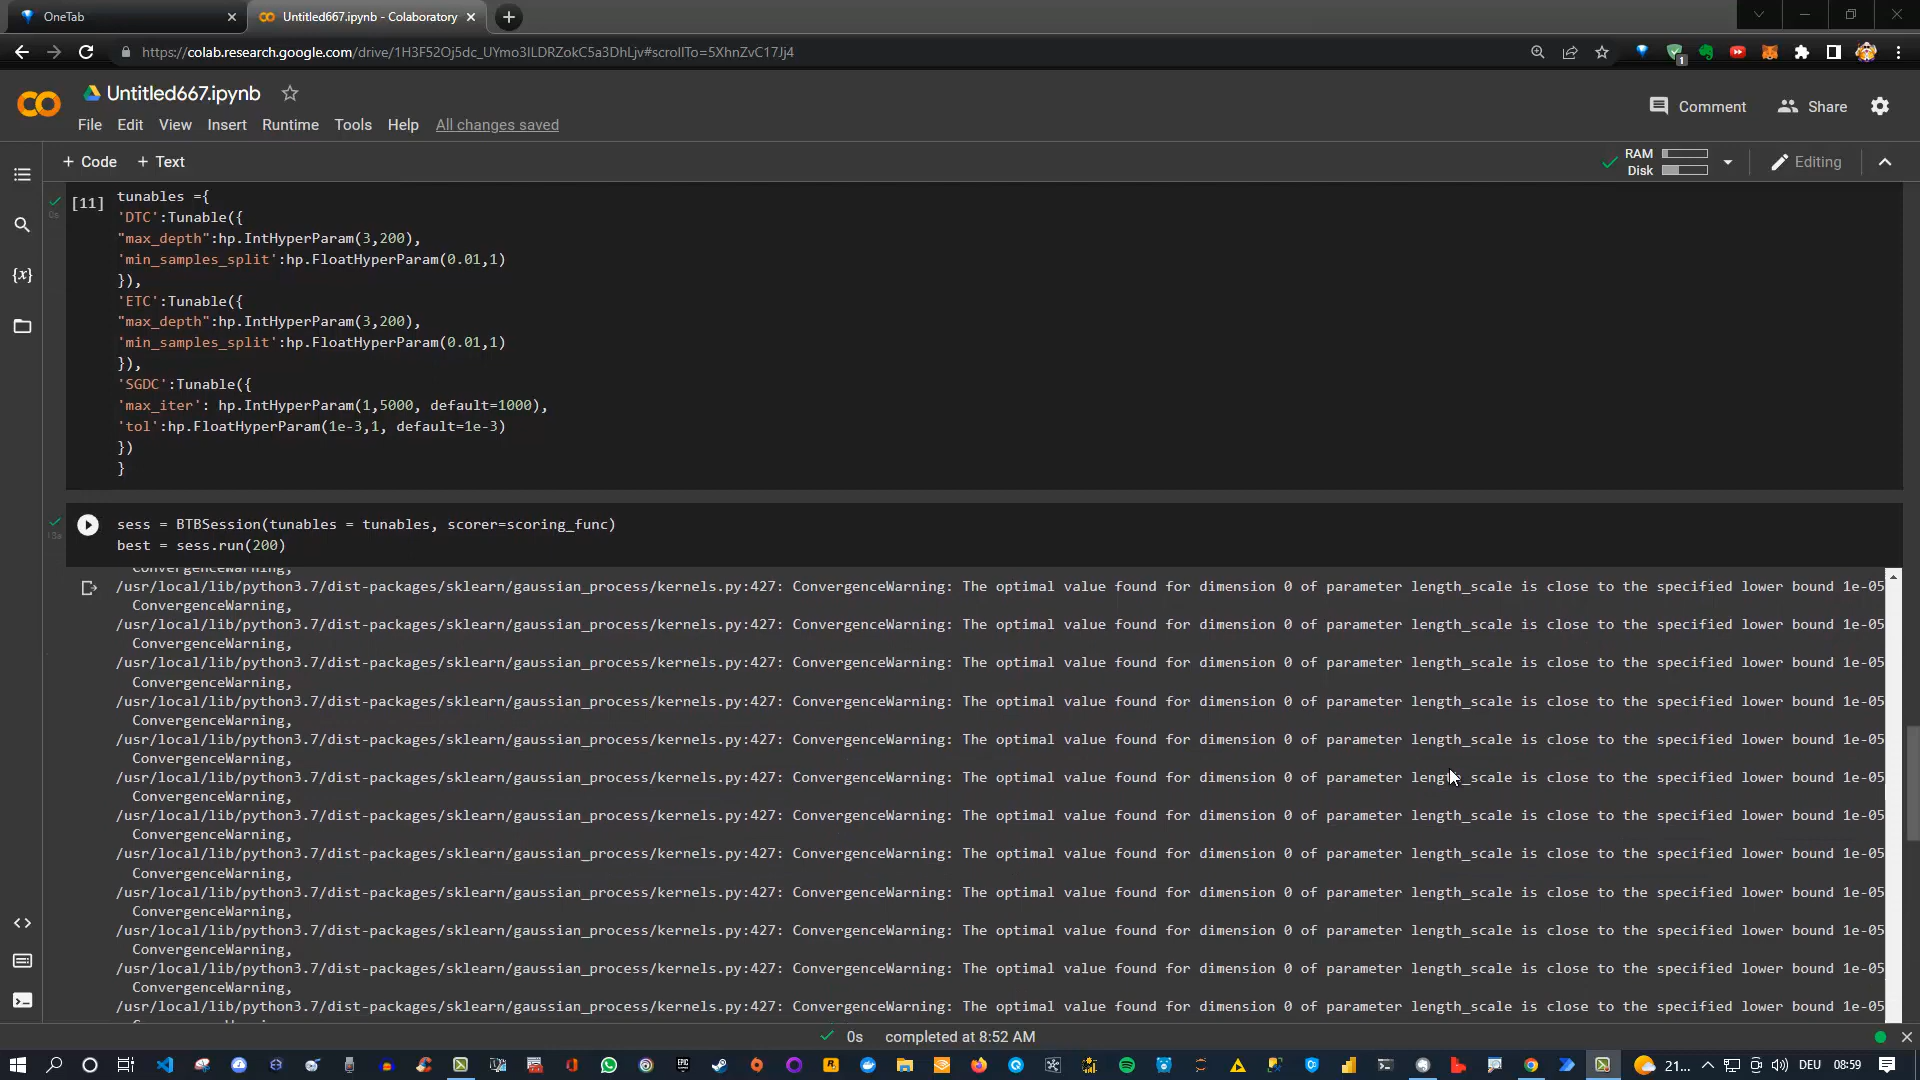 OneTab
Untitled667.ipynb - Colaboratory
https://colab.research.google.com/drive/1H3F52Oj5dc_UYmo3ILDRZokC5a3DhLjv#scrollTo=5XhnZvC17Jj4
1
Untitled667.ipynb
Comment
Share
File Edit View Insert Runtime Tools Help All changes saved
+ Code + Text
RAM
Disk
Editing
[11]
0s
tunables ={
'DTC':Tunable({
"max_depth":hp.IntHyperParam(3,200),
'min_samples_split':hp.FloatHyperParam(0.01,1)
}),
'ETC':Tunable({
"max_depth":hp.IntHyperParam(3,200),
'min_samples_split':hp.FloatHyperParam(0.01,1)
}),
'SGDC':Tunable({
'max_iter': hp.IntHyperParam(1,5000, default=1000),
'tol':hp.FloatHyperParam(1e-3,1, default=1e-3)
})
}
sess = BTBSession(tunables = tunables, scorer=scoring_func)
best = sess.run(200)
ConvergenceWarning,
/usr/local/lib/python3.7/dist-packages/sklearn/gaussian_process/kernels.py:427: ConvergenceWarning: The optimal value found for dimension 0 of parameter length_scale is close to the specified lower bound 1e-05
ConvergenceWarning,
/usr/local/lib/python3.7/dist-packages/sklearn/gaussian_process/kernels.py:427: ConvergenceWarning: The optimal value found for dimension 0 of parameter length_scale is close to the specified lower bound 1e-05
ConvergenceWarning,
/usr/local/lib/python3.7/dist-packages/sklearn/gaussian_process/kernels.py:427: ConvergenceWarning: The optimal value found for dimension 0 of parameter length_scale is close to the specified lower bound 1e-05
ConvergenceWarning,
/usr/local/lib/python3.7/dist-packages/sklearn/gaussian_process/kernels.py:427: ConvergenceWarning: The optimal value found for dimension 0 of parameter length_scale is close to the specified lower bound 1e-05
ConvergenceWarning,
/usr/local/lib/python3.7/dist-packages/sklearn/gaussian_process/kernels.py:427: ConvergenceWarning: The optimal value found for dimension 0 of parameter length_scale is close to the specified lower bound 1e-05
ConvergenceWarning,
/usr/local/lib/python3.7/dist-packages/sklearn/gaussian_process/kernels.py:427: ConvergenceWarning: The optimal value found for dimension 0 of parameter length_scale is close to the specified lower bound 1e-05
ConvergenceWarning,
/usr/local/lib/python3.7/dist-packages/sklearn/gaussian_process/kernels.py:427: ConvergenceWarning: The optimal value found for dimension 0 of parameter length_scale is close to the specified lower bound 1e-05
ConvergenceWarning,
/usr/local/lib/python3.7/dist-packages/sklearn/gaussian_process/kernels.py:427: ConvergenceWarning: The optimal value found for dimension 0 of parameter length_scale is close to the specified lower bound 1e-05
ConvergenceWarning,
/usr/local/lib/python3.7/dist-packages/sklearn/gaussian_process/kernels.py:427: ConvergenceWarning: The optimal value found for dimension 0 of parameter length_scale is close to the specified lower bound 1e-05
ConvergenceWarning,
/usr/local/lib/python3.7/dist-packages/sklearn/gaussian_process/kernels.py:427: ConvergenceWarning: The optimal value found for dimension 0 of parameter length_scale is close to the specified lower bound 1e-05
ConvergenceWarning,
/usr/local/lib/python3.7/dist-packages/sklearn/gaussian_process/kernels.py:427: ConvergenceWarning: The optimal value found for dimension 0 of parameter length_scale is close to the specified lower bound 1e-05
ConvergenceWarning,
/usr/local/lib/python3.7/dist-packages/sklearn/gaussian_process/kernels.py:427: ConvergenceWarning: The optimal value found for dimension 0 of parameter length_scale is close to the specified lower bound 1e-05
0s completed at 8:52 AM
21... DEU 08:59